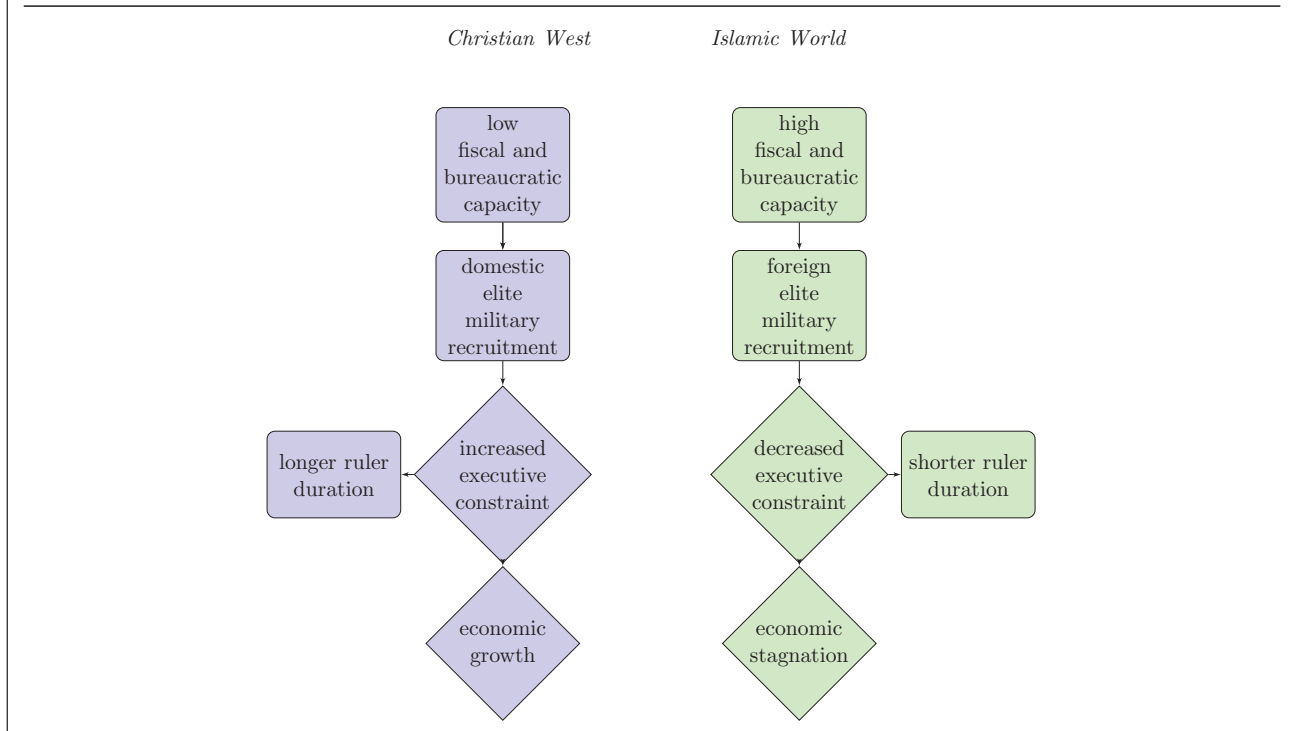 Christian West
Islamic World
low
fiscal and
bureaucratic
capacity
high
fiscal and
bureaucratic
capacity
domestic
elite
military
recruitment
foreign
elite
military
recruitment
longer ruler
duration
increased
executive
constraint
decreased
executive
constraint
shorter ruler
duration
economic
growth
economic
stagnation